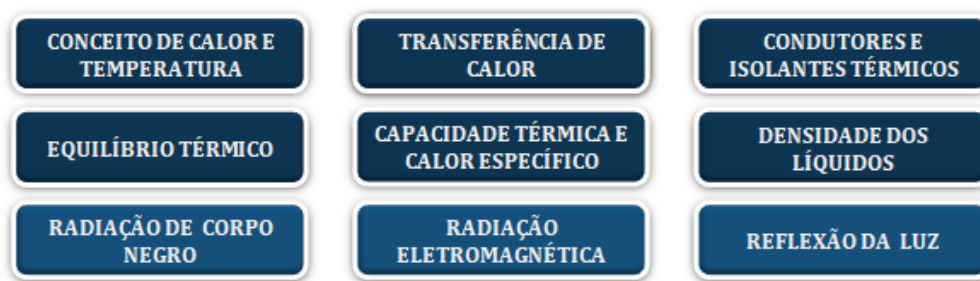 CONCEITO DE CALOR E
TEMPERATURA
TRANSFERÊNCIA DE
CALOR
CONDUTORES E
ISOLANTES TÉRMICOS
EQUILÍBRIO TÉRMICO
CAPACIDADE TÉRMICA E
CALOR ESPECÍFICO
DENSIDADE DOS
LÍQUIDOS
RADIAÇÃO DE CORPO
NEGRO
RADIAÇÃO
ELETROMAGNÉTICA
REFLEXÃO DA LUZ